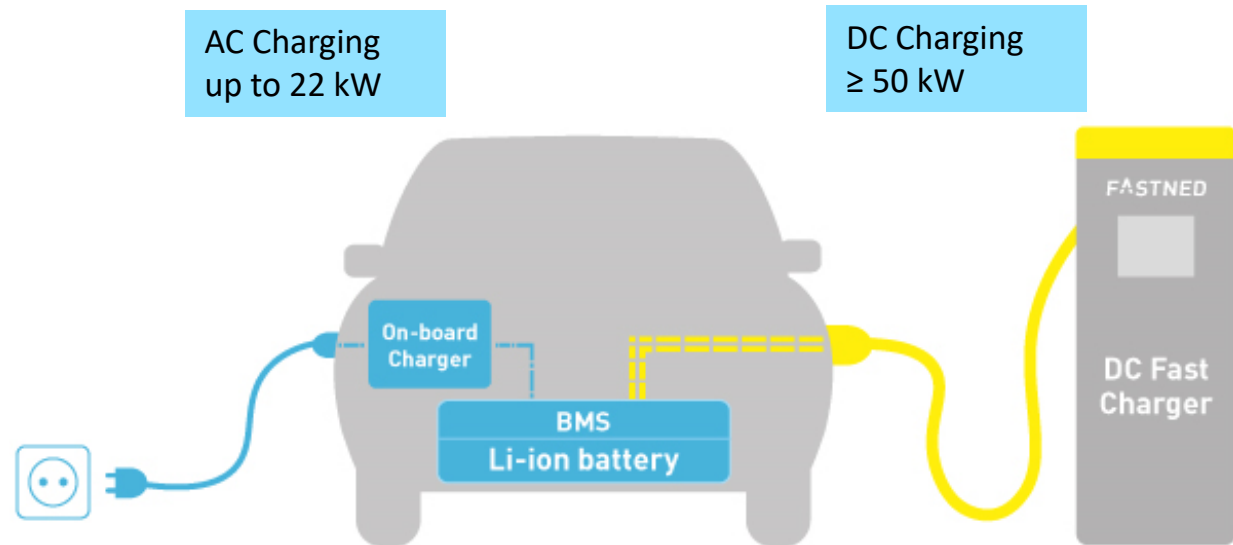 AC Charging
up to 22 kW
DC Charging
≥ 50 kW
FASTNED
On-board
Charger
DC Fast
Charger
BMS
Li-ion battery